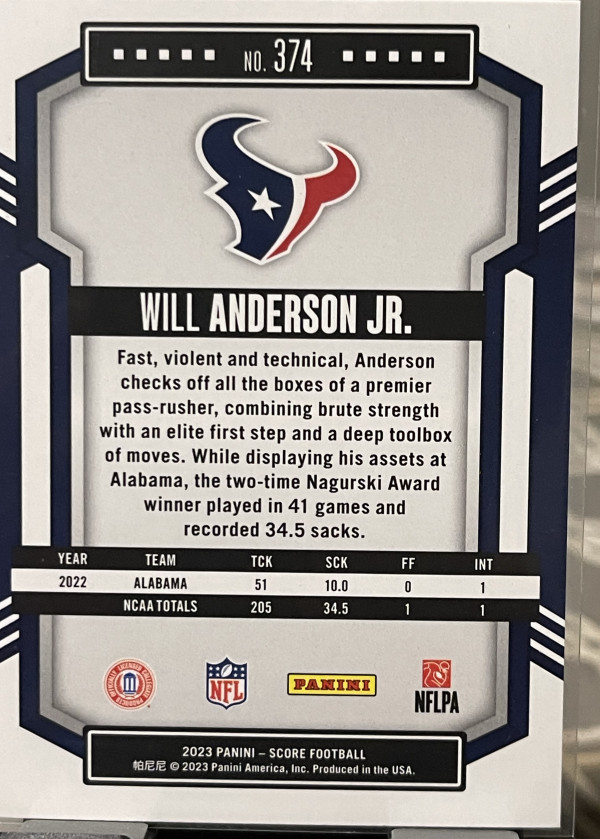 NO. 374
WILL ANDERSON JR.
Fast, violent and technical, Anderson
checks off all the boxes of a premier
pass-rusher, combining brute strength
with an elite first step and a deep toolbox
of moves. While displaying his assets at
Alabama, the two-time Nagurski Award
winner played in 41 games and
recorded 34.5 sacks.
YEAR TEAM TCK SCK FF INT
2022 ALABAMA 51 10.0 0 1
NCAA TOTALS 205 34.5 1 1
OFFICIALLY LICENSED COLLEGIATE PRODUCTS
NFL
PANINI
NFLPA
2023 PANINI – SCORE FOOTBALL
帕尼尼 © 2023 Panini America, Inc. Produced in the USA.